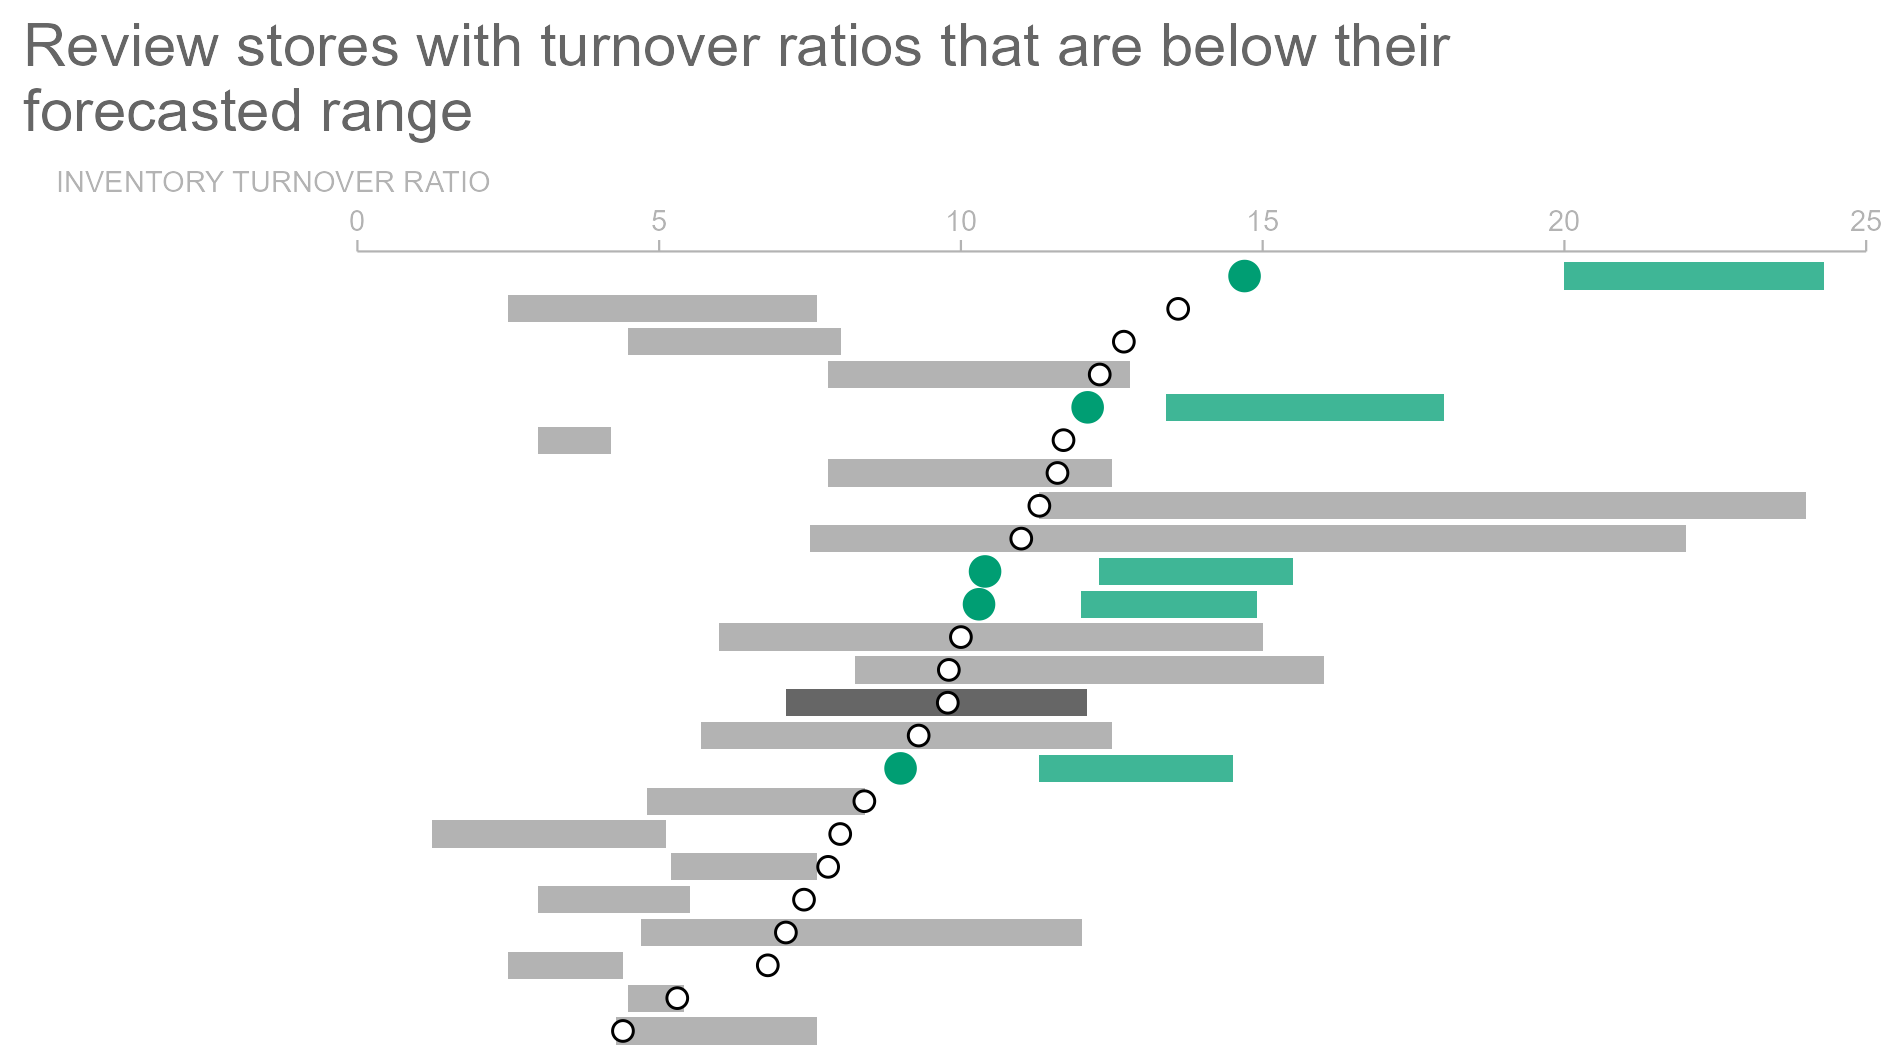 Review stores with turnover ratios that are below their
forecasted range
INVENTORY TURNOVER RATIO
0 5 10 15 20 25